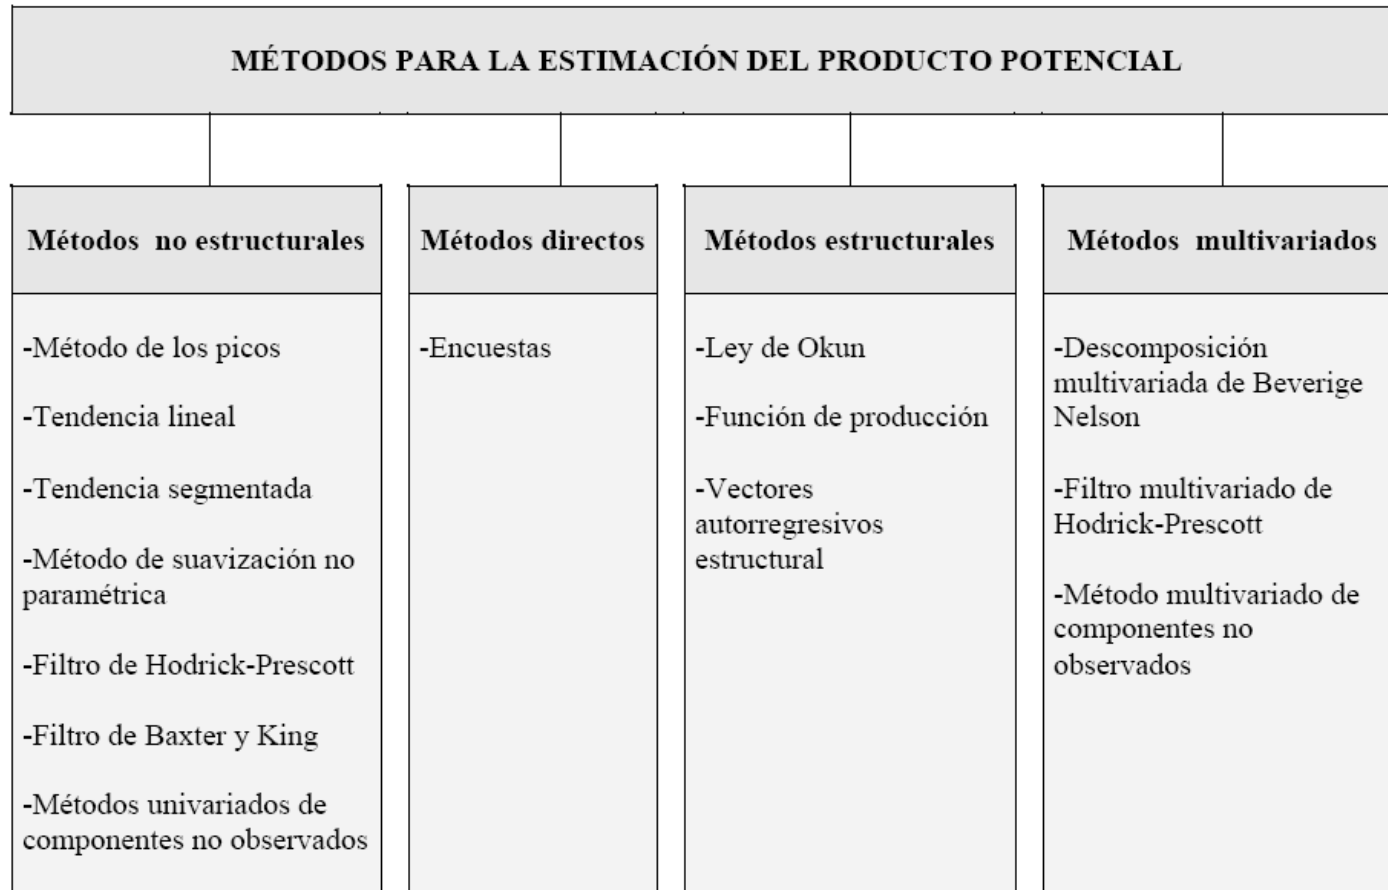 MÉTODOS PARA LA ESTIMACIÓN DEL PRODUCTO POTENCIAL
Métodos no estructurales
-Método de los picos
-Tendencia lineal
-Tendencia segmentada
-Método de suavización no
paramétrica
-Filtro de Hodrick-Prescott
-Filtro de Baxter y King
-Métodos univariados de
componentes no observados
Métodos directos
-Encuestas
Métodos estructurales
-Ley de Okun
-Función de producción
-Vectores
autorregresivos
estructural
Métodos multivariados
-Descomposición
multivariada de Beverige
Nelson
-Filtro multivariado de
Hodrick-Prescott
-Método multivariado de
componentes no
observados